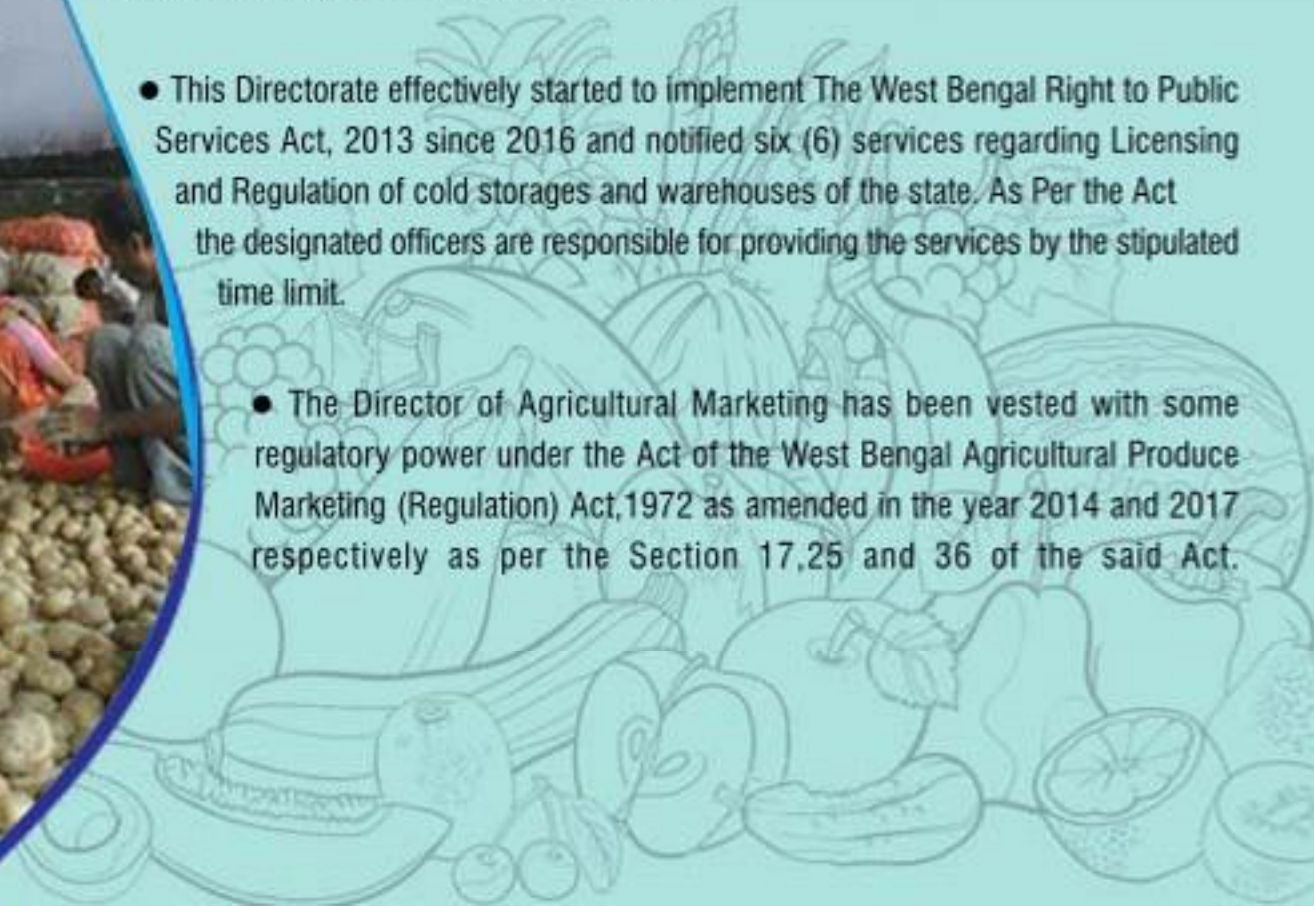 ● This Directorate effectively started to implement The West Bengal Right to Public
Services Act, 2013 since 2016 and notified six (6) services regarding Licensing
and Regulation of cold storages and warehouses of the state. As Per the Act
the designated officers are responsible for providing the services by the stipulated
time limit.
● The Director of Agricultural Marketing has been vested with some
regulatory power under the Act of the West Bengal Agricultural Produce
Marketing (Regulation) Act,1972 as amended in the year 2014 and 2017
respectively as per the Section 17,25 and 36 of the said Act.